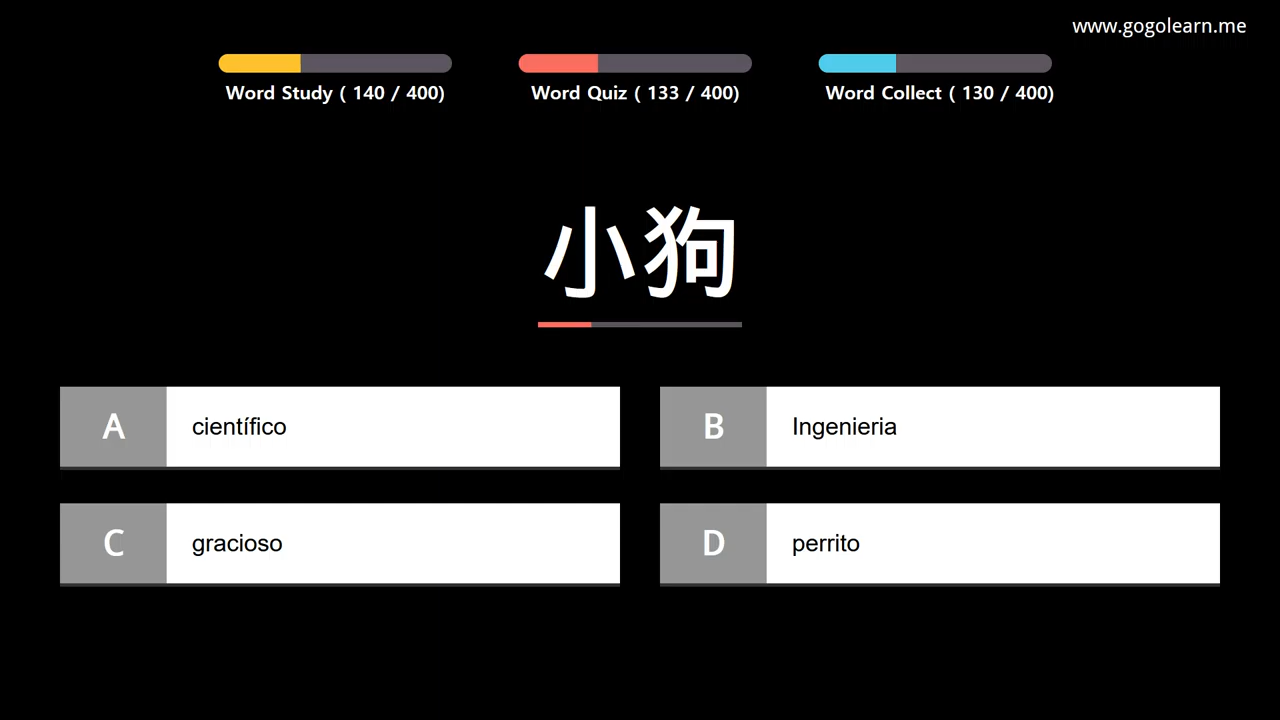 www.gogolearn.me
Word Study ( 140 / 400)
Word Quiz ( 133 / 400)
Word Collect ( 130 / 400)
小狗
A científico
B Ingenieria
C gracioso
D perrito